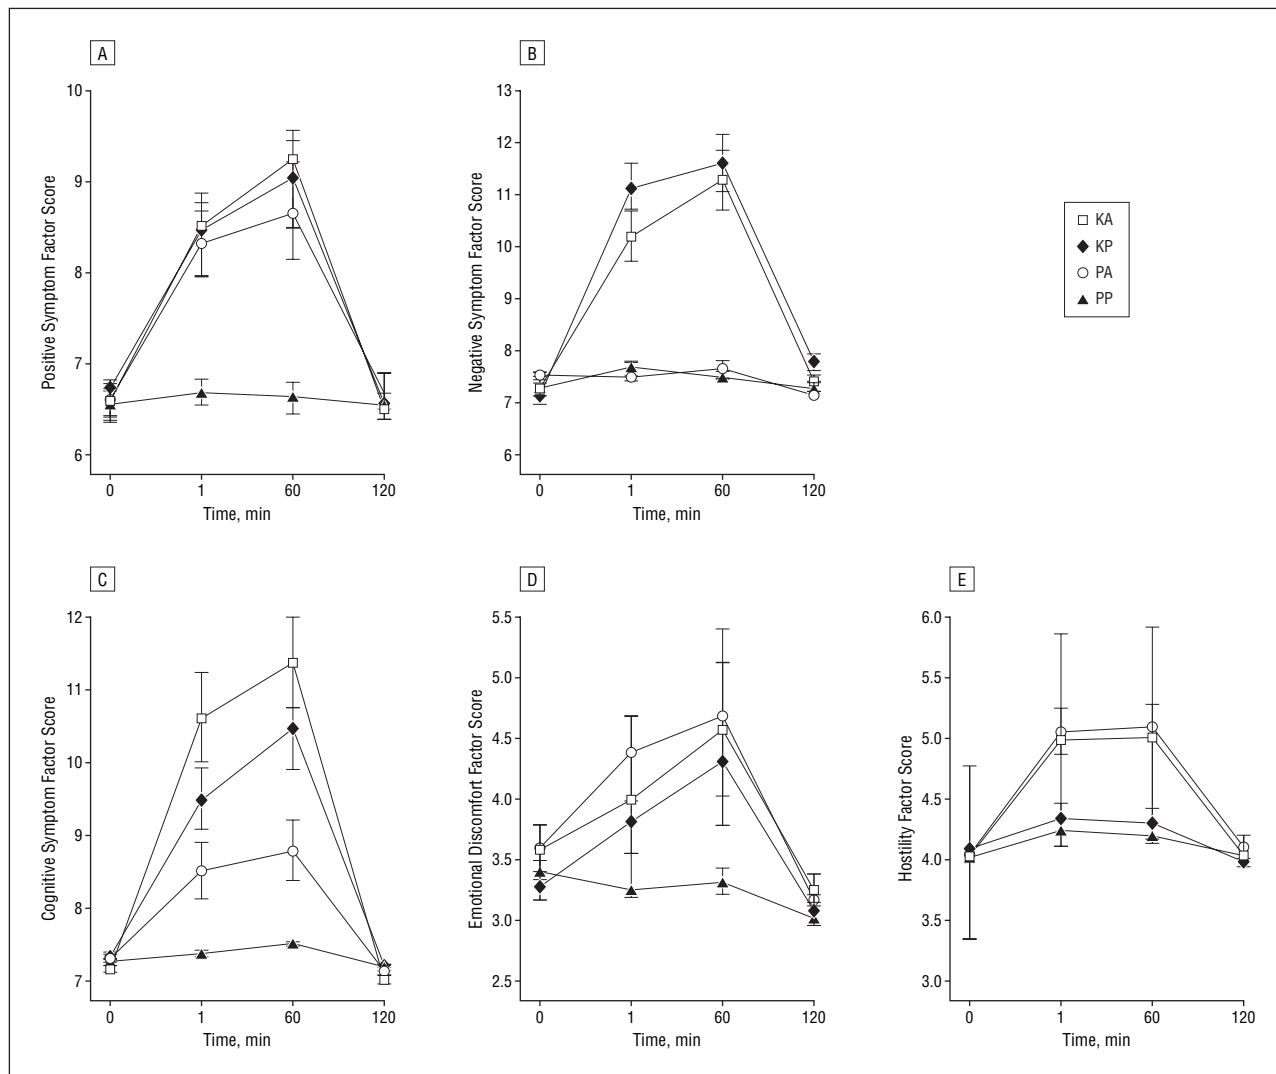 A
Positive Symptom Factor Score
10
9
8
7
6
0 1 60 120
Time, min
B
Negative Symptom Factor Score
13
12
11
10
9
8
7
6
0 1 60 120
Time, min
KA
KP
PA
PP
C
Cognitive Symptom Factor Score
12
11
10
9
8
7
0 1 60 120
Time, min
D
Emotional Discomfort Factor Score
5.5
5.0
4.5
4.0
3.5
3.0
2.5
0 1 60 120
Time, min
E
Hostility Factor Score
6.0
5.5
5.0
4.5
4.0
3.5
3.0
0 1 60 120
Time, min